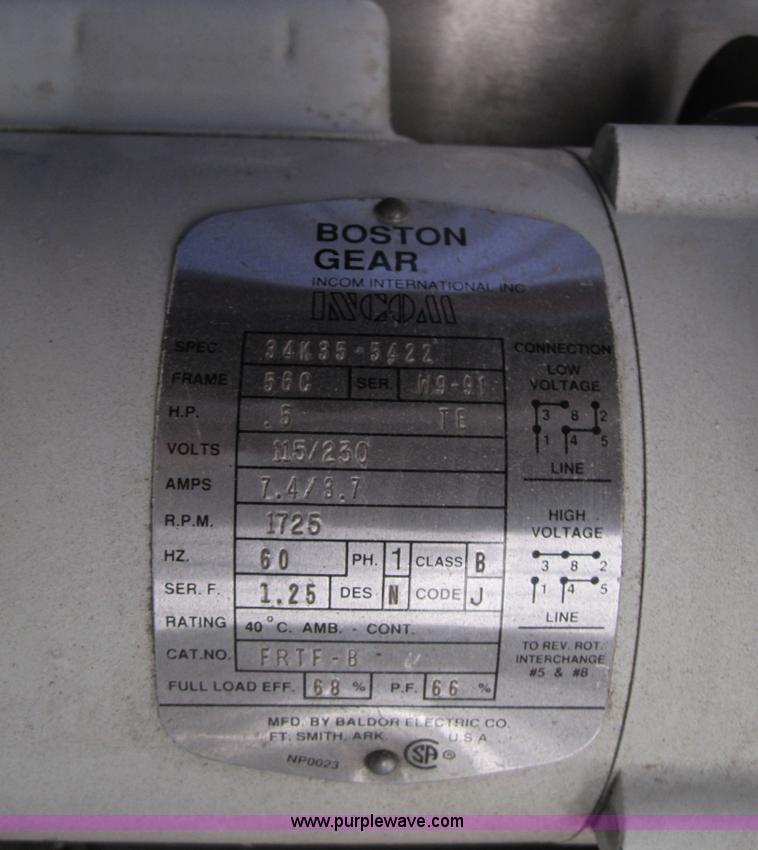 BOSTON
GEAR
INCOM INTERNATIONAL INC
INCOM
SPEC. 34K35-5422
FRAME 56C SER. W9-91
H.P. .5 TE
VOLTS 115/230
AMPS 7.4/3.7
R.P.M. 1725
HZ. 60 PH. 1 CLASS B
SER. F. 1.25 DES N CODE J
RATING 40°C. AMB. - CONT.
CAT.NO. FRTF-B
FULL LOAD EFF. 68 % P.F. 66 %
CONNECTION
LOW
VOLTAGE
3 8 2
1 4 5
LINE
HIGH
VOLTAGE
3 8 2
1 4 5
LINE
TO REV. ROT.
INTERCHANGE
#5 & #8
MFD. BY BALDOR ELECTRIC CO.
FT. SMITH, ARK. U.S.A
NP0023
SA ®
www.purplewave.com